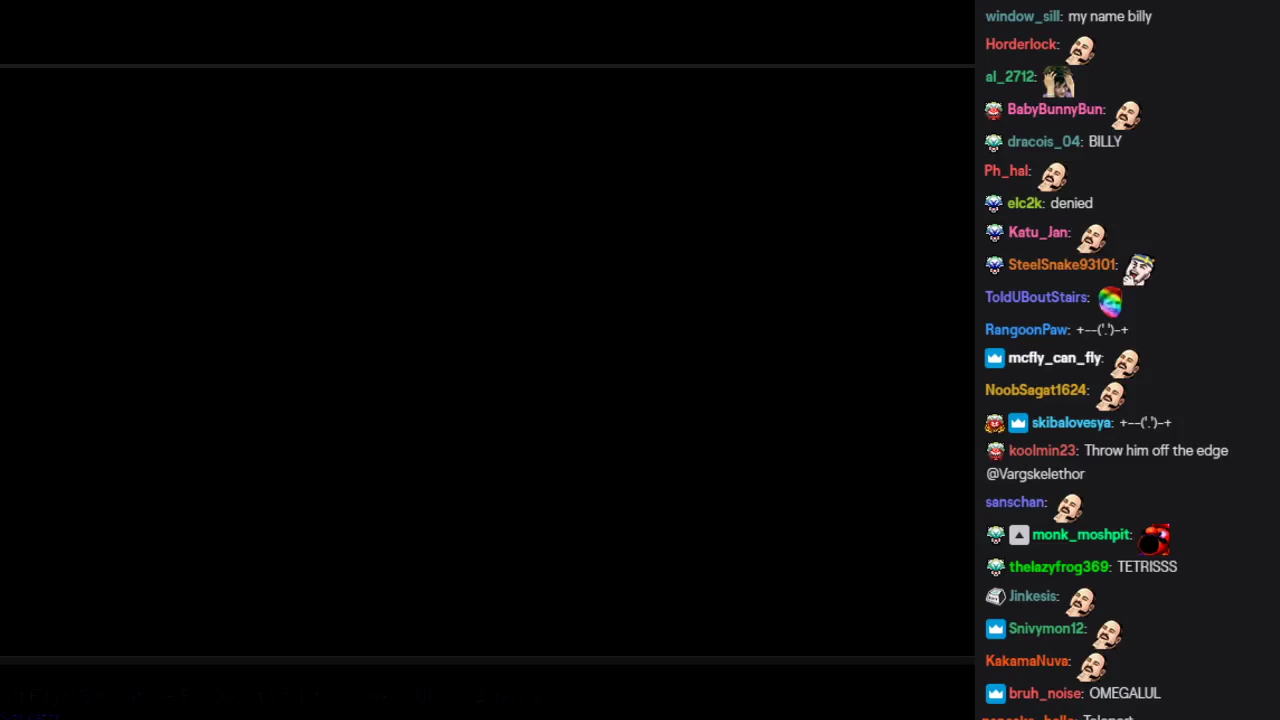 window_sill: my name billy
Horderlock:
al_2712:
BabyBunnyBun:
dracois_04: BILLY
Ph_hal:
elc2k: denied
Katu_Jan:
SteelSnake93101:
ToldUBoutStairs:
RangoonPaw: +--('.')-+
mcfly_can_fly:
NoobSagat1624:
skibalovesya: +--('.')-+
koolmin23: Throw him off the edge
@Vargskelethor
sanschan:
monk_moshpit:
thelazyfrog369: TETRISSS
Jinkesis:
Snivymon12:
KakamaNuva:
bruh_noise: OMEGALUL